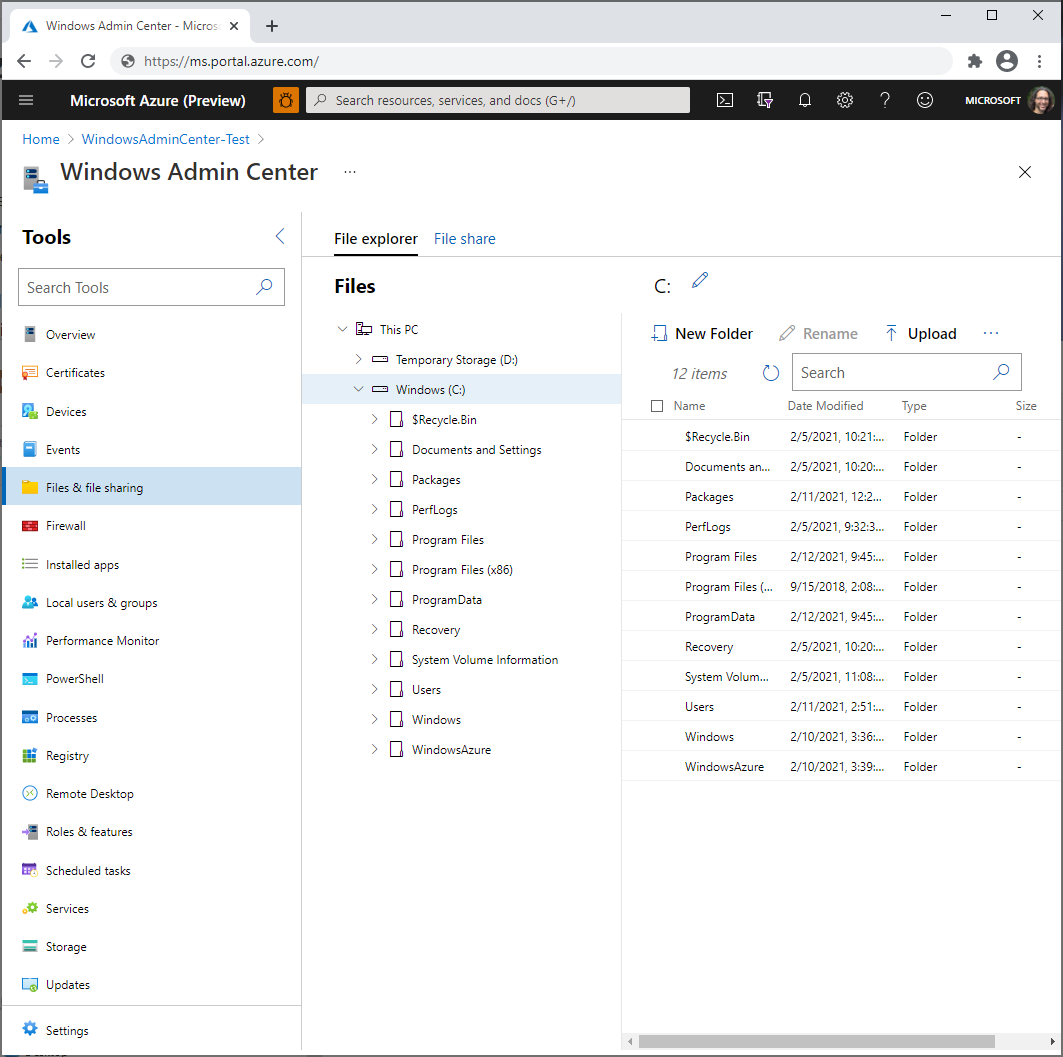 Windows Admin Center - Micros
https://ms.portal.azure.com/
Microsoft Azure (Preview)
Search resources, services, and docs (G+/)
MICROSOFT
Home > WindowsAdminCenter-Test >
Windows Admin Center ...
Tools
Search Tools
Overview
Certificates
Devices
Events
Files & file sharing
Firewall
Installed apps
Local users & groups
Performance Monitor
PowerShell
Processes
Registry
Remote Desktop
Roles & features
Scheduled tasks
Services
Storage
Updates
Settings
File explorer File share
Files
This PC
Temporary Storage (D:)
Windows (C:)
$Recycle.Bin
Documents and Settings
Packages
PerfLogs
Program Files
Program Files (x86)
ProgramData
Recovery
System Volume Information
Users
Windows
WindowsAzure
C:
New Folder Rename Upload ...
12 items Search
Name Date Modified Type Size
$Recycle.Bin 2/5/2021, 10:21:... Folder -
Documents an... 2/5/2021, 10:20:... Folder -
Packages 2/11/2021, 12:2... Folder -
PerfLogs 2/5/2021, 9:32:3... Folder -
Program Files 2/12/2021, 9:45:... Folder -
Program Files (... 9/15/2018, 2:08:... Folder -
ProgramData 2/12/2021, 9:45:... Folder -
Recovery 2/5/2021, 10:20:... Folder -
System Volum... 2/5/2021, 11:08:... Folder -
Users 2/11/2021, 2:51:... Folder -
Windows 2/10/2021, 3:36:... Folder -
WindowsAzure 2/10/2021, 3:39:... Folder -